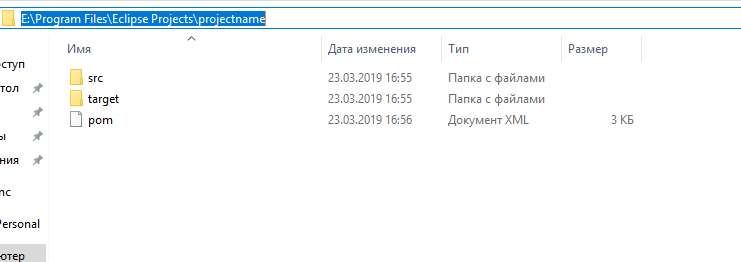 E:\Program Files\Eclipse Projects\projectname
Имя Дата изменения Тип Размер
src 23.03.2019 16:55 Папка с файлами
target 23.03.2019 16:55 Папка с файлами
pom 23.03.2019 16:56 Документ XML 3 КБ
оступ
тол
ы
ния
nc
Personal
ютер